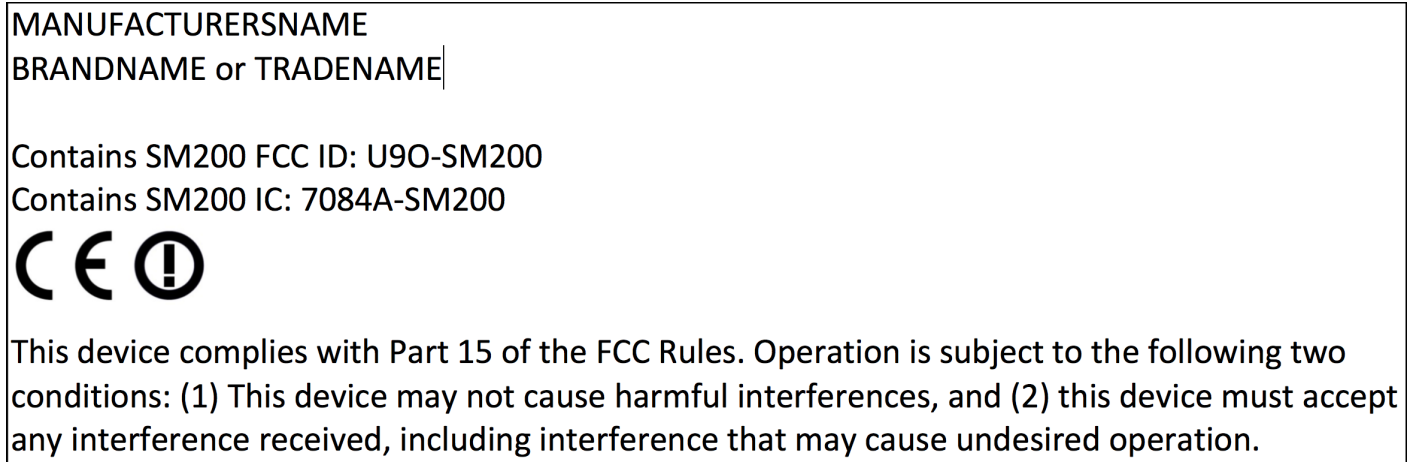 MANUFACTURERSNAME
BRANDNAME or TRADENAME
Contains SM200 FCC ID: U9O-SM200
Contains SM200 IC: 7084A-SM200
CE
This device complies with Part 15 of the FCC Rules. Operation is subject to the following two
conditions: (1) This device may not cause harmful interferences, and (2) this device must accept
any interference received, including interference that may cause undesired operation.